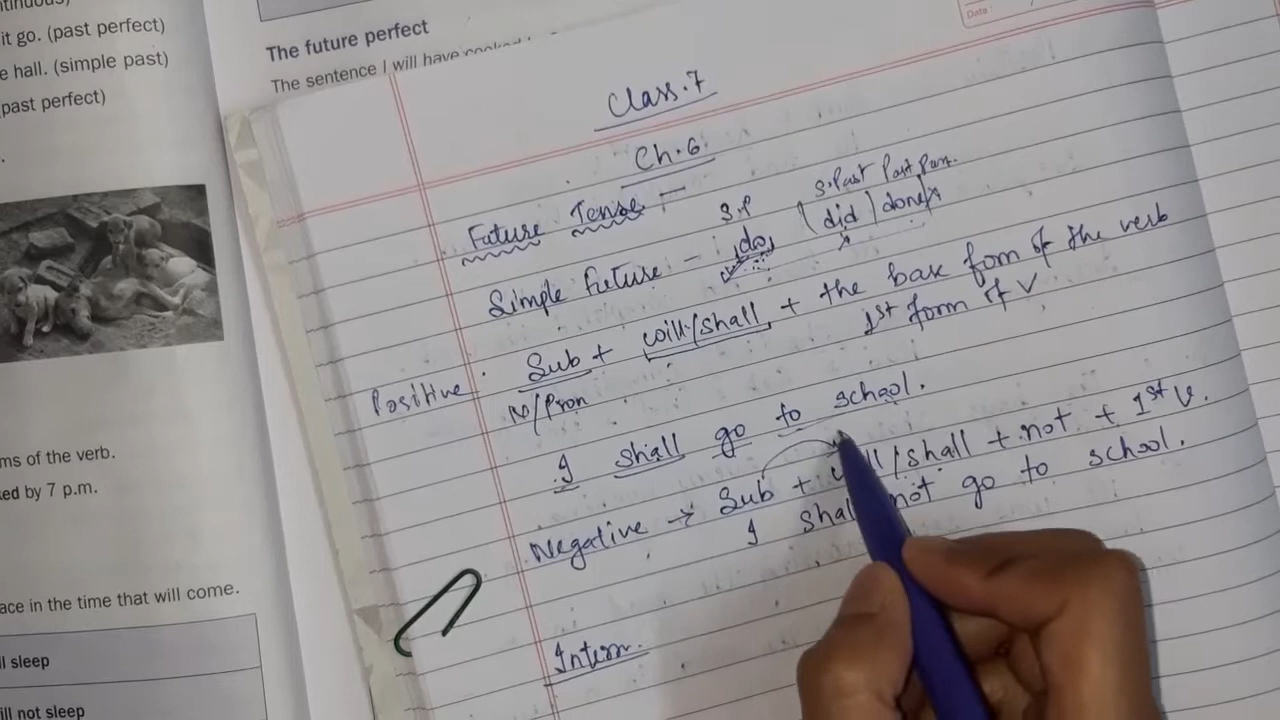 it go. (past perfect)
e hall. (simple past)
past perfect)
ms of the verb.
ed by 7 p.m.
ace in the time that will come.
ll sleep
ill not sleep
The future perfect
The sentence I will have cooked
Date:
Class.7
Ch.6
Future Tense –
S.P S.Past Past Par.
Simple future – do, (did) done
Positive: Sub + will/shall + the base form of the verb
N/Pron 1st form of V
I shall go to school.
Negative → Sub + will/shall + not + 1st V.
I shall not go to school.
Interr.